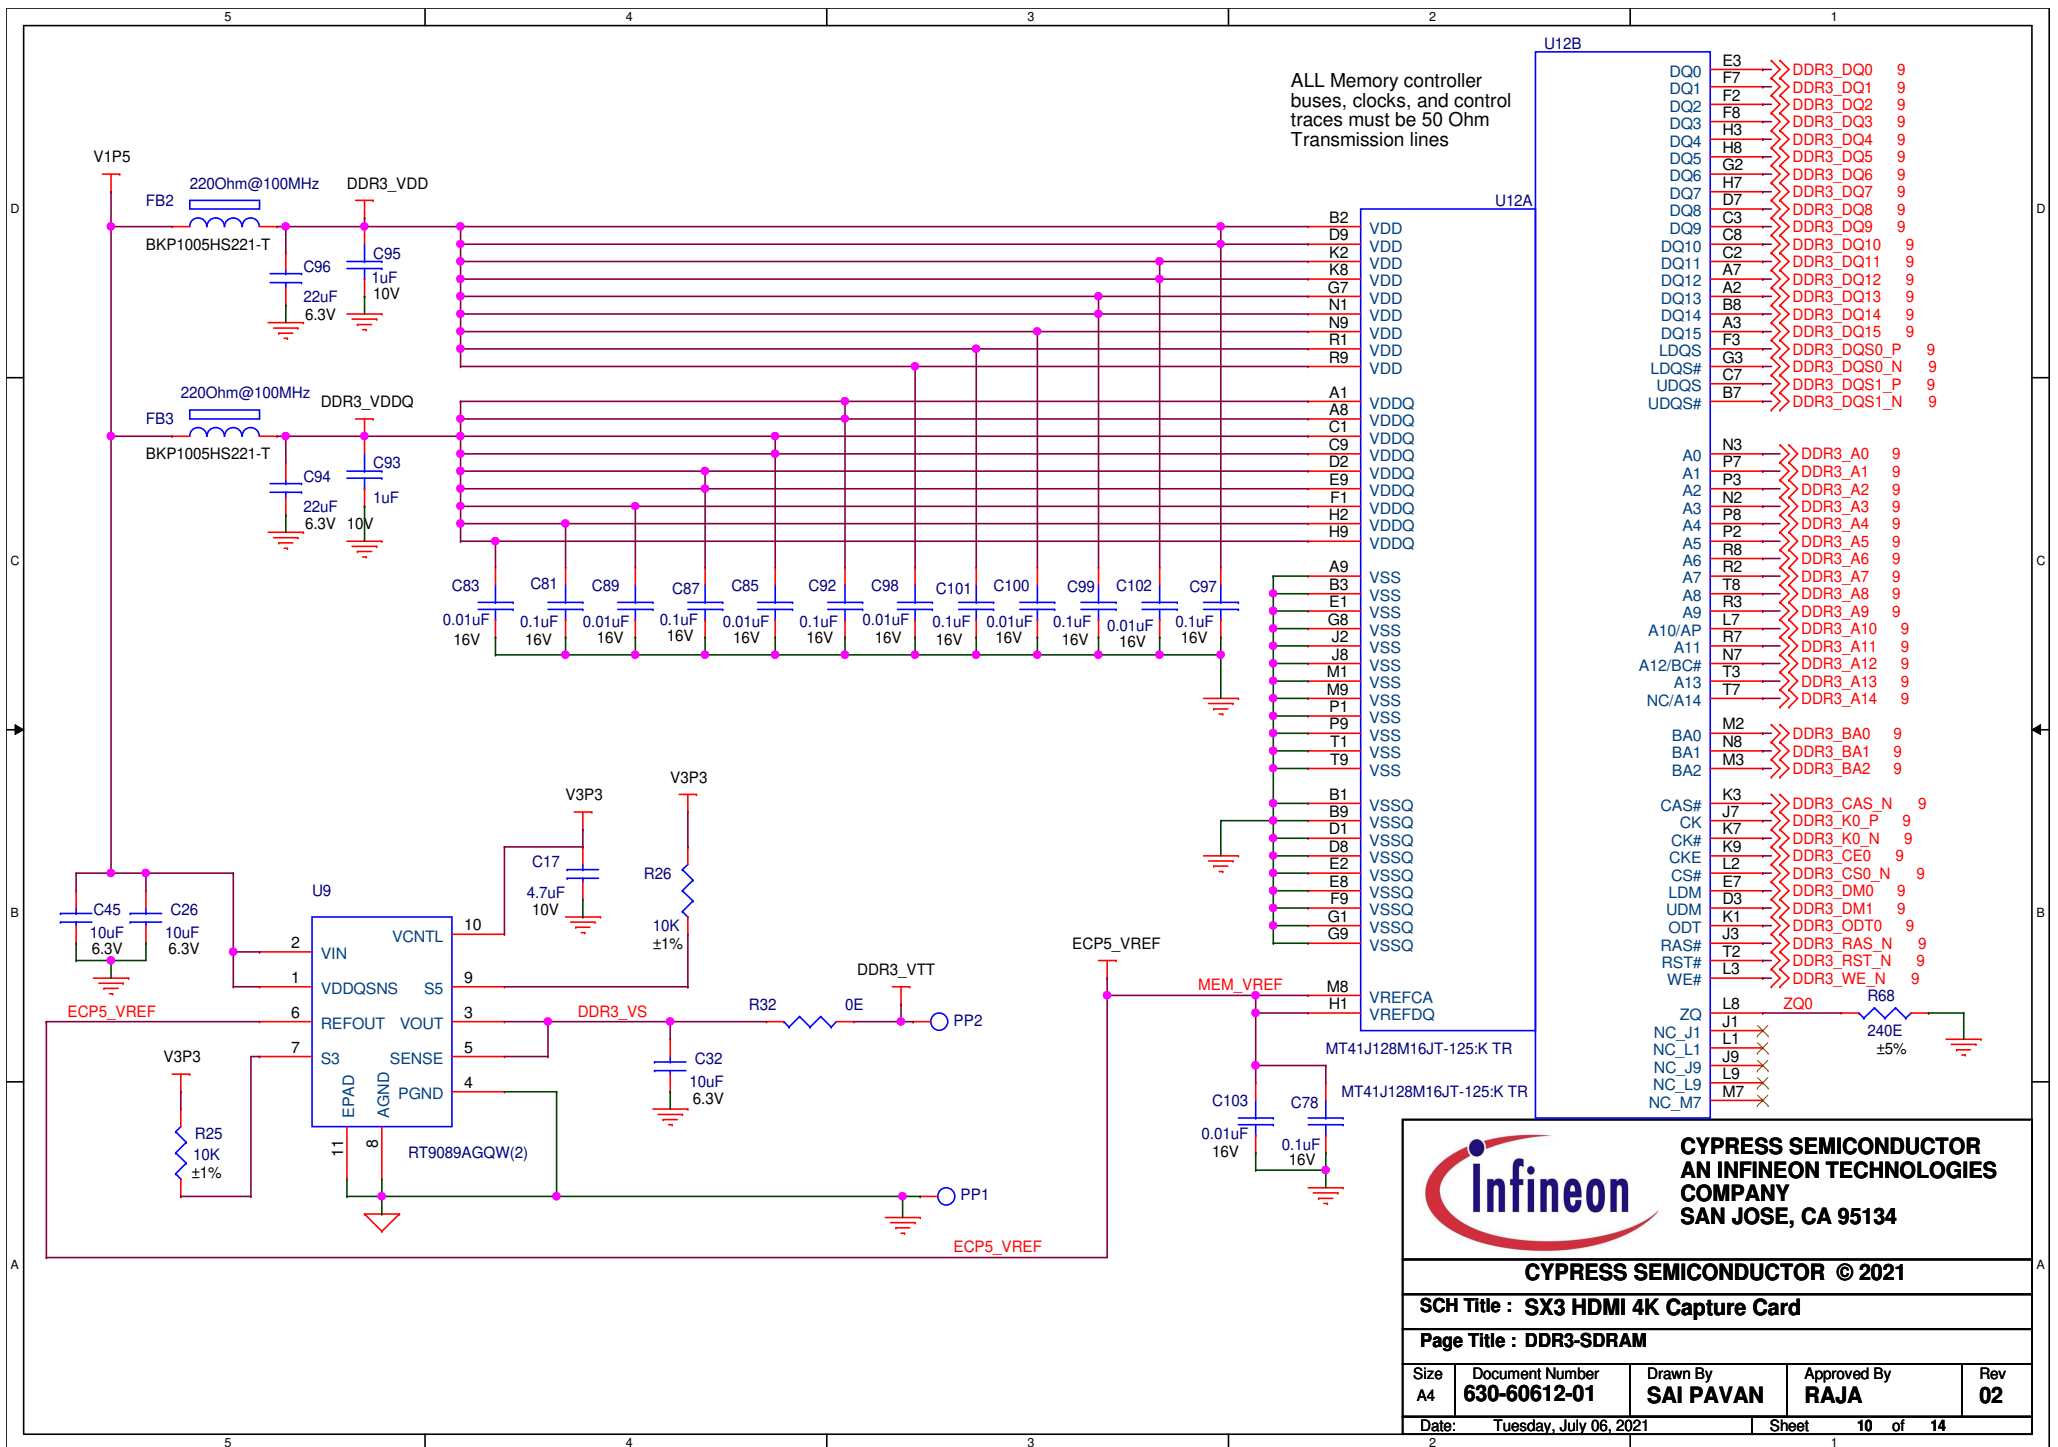 5 4 3 2 1
D
C
B
A
ALL Memory controller
buses, clocks, and control
traces must be 50 Ohm
Transmission lines
V1P5
FB2
220Ohm@100MHz
BKP1005HS221-T
DDR3_VDD
C96
22uF
6.3V
C95
1uF
10V
FB3
220Ohm@100MHz
BKP1005HS221-T
DDR3_VDDQ
C94
22uF
6.3V
C93
1uF
10V
C83
0.01uF
16V
C81
0.1uF
16V
C89
0.01uF
16V
C87
0.1uF
16V
C85
0.01uF
16V
C92
0.1uF
16V
C98
0.01uF
16V
C101
0.1uF
16V
C100
0.01uF
16V
C99
0.1uF
16V
C102
0.01uF
16V
C97
0.1uF
16V
U12A
B2 VDD
D9 VDD
K2 VDD
K8 VDD
G7 VDD
N1 VDD
N9 VDD
R1 VDD
R9 VDD
A1 VDDQ
A8 VDDQ
C1 VDDQ
C9 VDDQ
D2 VDDQ
E9 VDDQ
F1 VDDQ
H2 VDDQ
H9 VDDQ
A9 VSS
B3 VSS
E1 VSS
G8 VSS
J2 VSS
J8 VSS
M1 VSS
M9 VSS
P1 VSS
P9 VSS
T1 VSS
T9 VSS
B1 VSSQ
B9 VSSQ
D1 VSSQ
D8 VSSQ
E2 VSSQ
E8 VSSQ
F9 VSSQ
G1 VSSQ
G9 VSSQ
M8 VREFCA
H1 VREFDQ
MT41J128M16JT-125:K TR
MT41J128M16JT-125:K TR
U12B
DQ0 E3 DDR3_DQ0 9
DQ1 F7 DDR3_DQ1 9
DQ2 F2 DDR3_DQ2 9
DQ3 F8 DDR3_DQ3 9
DQ4 H3 DDR3_DQ4 9
DQ5 H8 DDR3_DQ5 9
DQ6 G2 DDR3_DQ6 9
DQ7 H7 DDR3_DQ7 9
DQ8 D7 DDR3_DQ8 9
DQ9 C3 DDR3_DQ9 9
DQ10 C8 DDR3_DQ10 9
DQ11 C2 DDR3_DQ11 9
DQ12 A7 DDR3_DQ12 9
DQ13 A2 DDR3_DQ13 9
DQ14 B8 DDR3_DQ14 9
DQ15 A3 DDR3_DQ15 9
LDQS F3 DDR3_DQS0_P 9
LDQS# G3 DDR3_DQS0_N 9
UDQS C7 DDR3_DQS1_P 9
UDQS# B7 DDR3_DQS1_N 9
A0 N3 DDR3_A0 9
A1 P7 DDR3_A1 9
A2 P3 DDR3_A2 9
A3 N2 DDR3_A3 9
A4 P8 DDR3_A4 9
A5 P2 DDR3_A5 9
A6 R8 DDR3_A6 9
A7 R2 DDR3_A7 9
A8 T8 DDR3_A8 9
A9 R3 DDR3_A9 9
A10/AP L7 DDR3_A10 9
A11 R7 DDR3_A11 9
A12/BC# N7 DDR3_A12 9
A13 T3 DDR3_A13 9
NC/A14 T7 DDR3_A14 9
BA0 M2 DDR3_BA0 9
BA1 N8 DDR3_BA1 9
BA2 M3 DDR3_BA2 9
CAS# K3 DDR3_CAS_N 9
CK J7 DDR3_K0_P 9
CK# K7 DDR3_K0_N 9
CKE K9 DDR3_CE0 9
CS# L2 DDR3_CS0_N 9
LDM E7 DDR3_DM0 9
UDM D3 DDR3_DM1 9
ODT K1 DDR3_ODT0 9
RAS# J3 DDR3_RAS_N 9
RST# T2 DDR3_RST_N 9
WE# L3 DDR3_WE_N 9
ZQ L8 ZQ0
NC_J1 J1
NC_L1 L1
NC_J9 J9
NC_L9 L9
NC_M7 M7
R68
240E
±5%
C45
10uF
6.3V
C26
10uF
6.3V
U9
2 VIN
1 VDDQSNS
6 REFOUT
7 S3
VCNTL 10
S5 9
VOUT 3
SENSE 5
PGND 4
EPAD 11
AGND 8
RT9089AGQW(2)
V3P3
C17
4.7uF
10V
V3P3
R26
10K
±1%
ECP5_VREF
V3P3
R25
10K
±1%
DDR3_VS
C32
10uF
6.3V
R32 0E
DDR3_VTT
PP2
PP1
ECP5_VREF
ECP5_VREF
MEM_VREF
C103
0.01uF
16V
C78
0.1uF
16V
Infineon
CYPRESS SEMICONDUCTOR
AN INFINEON TECHNOLOGIES
COMPANY
SAN JOSE, CA 95134
CYPRESS SEMICONDUCTOR © 2021
SCH Title : SX3 HDMI 4K Capture Card
Page Title : DDR3-SDRAM
Size Document Number Drawn By Approved By Rev
A4 630-60612-01 SAI PAVAN RAJA 02
Date: Tuesday, July 06, 2021 Sheet 10 of 14
D
C
B
A
5 4 3 2 1